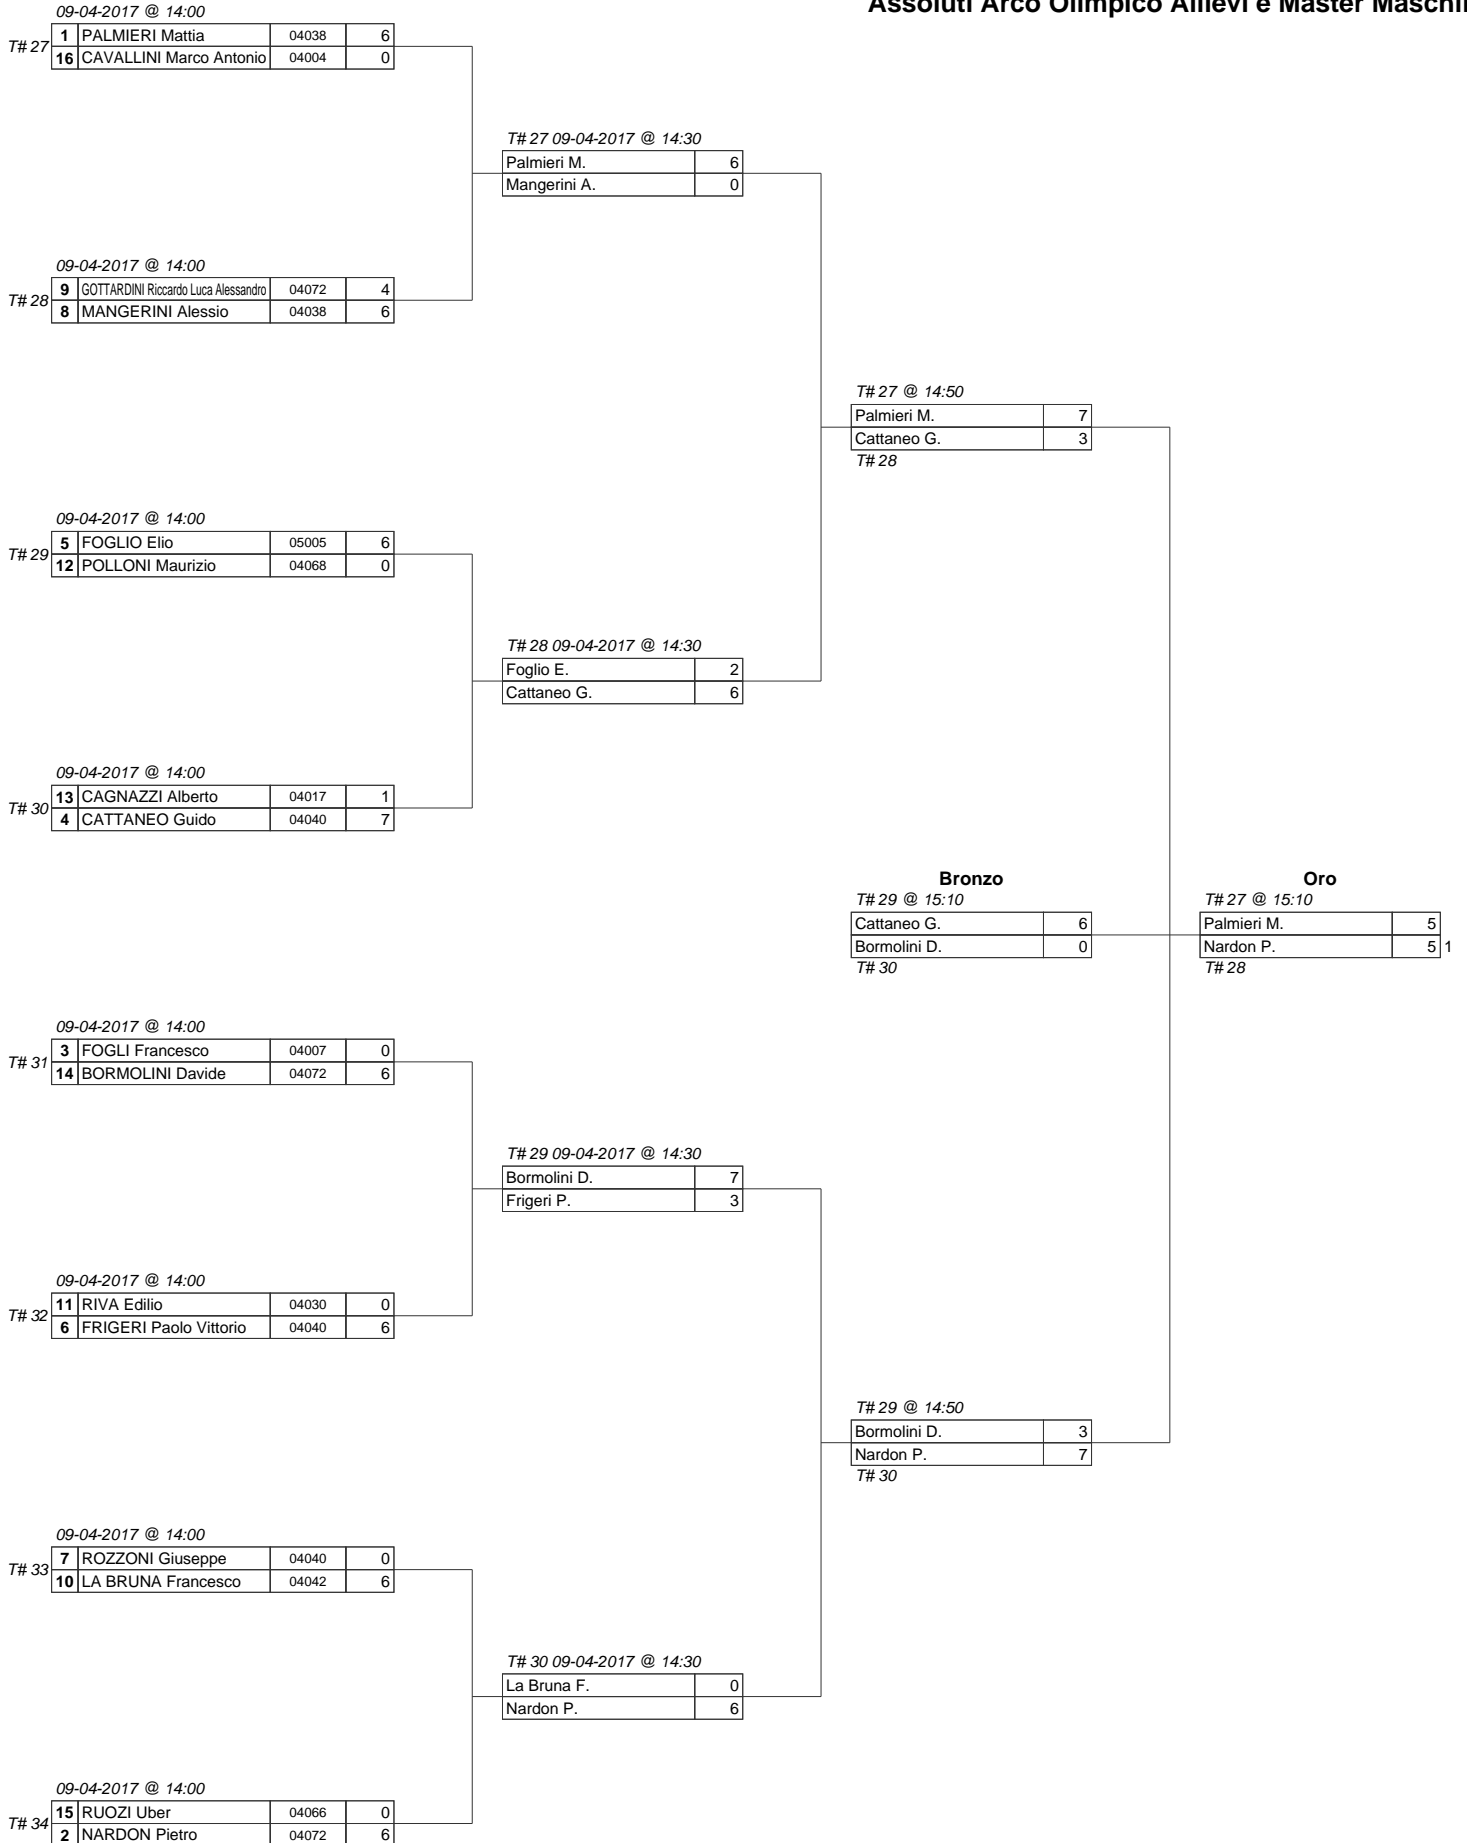 Assoluti Arco Olimpico Allievi e Master Maschil
09-04-2017 @ 14:00
T# 27
1 PALMIERI Mattia 04038 6
16 CAVALLINI Marco Antonio 04004 0
T# 27 09-04-2017 @ 14:30
Palmieri M. 6
Mangerini A. 0
09-04-2017 @ 14:00
T# 28
9 GOTTARDINI Riccardo Luca Alessandro 04072 4
8 MANGERINI Alessio 04038 6
T# 27 @ 14:50
Palmieri M. 7
Cattaneo G. 3
T# 28
09-04-2017 @ 14:00
T# 29
5 FOGLIO Elio 05005 6
12 POLLONI Maurizio 04068 0
T# 28 09-04-2017 @ 14:30
Foglio E. 2
Cattaneo G. 6
09-04-2017 @ 14:00
T# 30
13 CAGNAZZI Alberto 04017 1
4 CATTANEO Guido 04040 7
Bronzo
T# 29 @ 15:10
Cattaneo G. 6
Bormolini D. 0
T# 30
Oro
T# 27 @ 15:10
Palmieri M. 5
Nardon P. 5 1
T# 28
09-04-2017 @ 14:00
T# 31
3 FOGLI Francesco 04007 0
14 BORMOLINI Davide 04072 6
T# 29 09-04-2017 @ 14:30
Bormolini D. 7
Frigeri P. 3
09-04-2017 @ 14:00
T# 32
11 RIVA Edilio 04030 0
6 FRIGERI Paolo Vittorio 04040 6
T# 29 @ 14:50
Bormolini D. 3
Nardon P. 7
T# 30
09-04-2017 @ 14:00
T# 33
7 ROZZONI Giuseppe 04040 0
10 LA BRUNA Francesco 04042 6
T# 30 09-04-2017 @ 14:30
La Bruna F. 0
Nardon P. 6
09-04-2017 @ 14:00
T# 34
15 RUOZI Uber 04066 0
2 NARDON Pietro 04072 6